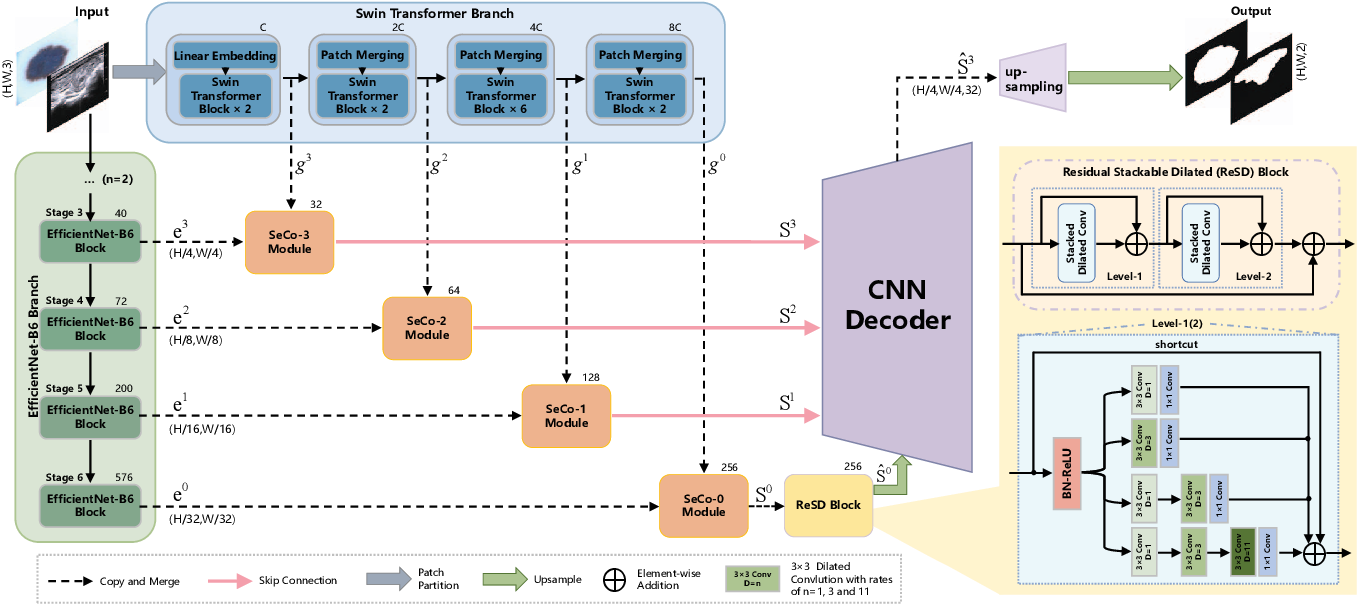 Input
(H,W,3)
Swin Transformer Branch
C
Linear Embedding
Swin
Transformer
Block × 2
2C
Patch Merging
Swin
Transformer
Block × 2
4C
Patch Merging
Swin
Transformer
Block × 6
8C
Patch Merging
Swin
Transformer
Block × 2
Output
(H,W,2)
Ŝ³
(H/4,W/4,32)
up-
sampling
g³
g²
g¹
g⁰
EfficientNet-B6 Branch
... (n=2)
Stage 3
40
EfficientNet-B6
Block
e³
(H/4,W/4)
32
SeCo-3
Module
S³
Stage 4
72
EfficientNet-B6
Block
e²
(H/8,W/8)
64
SeCo-2
Module
S²
Stage 5
200
EfficientNet-B6
Block
e¹
(H/16,W/16)
128
SeCo-1
Module
S¹
Stage 6
576
EfficientNet-B6
Block
e⁰
(H/32,W/32)
256
SeCo-0
Module
S⁰
256
ReSD Block
Ŝ⁰
CNN
Decoder
Residual Stackable Dilated (ReSD) Block
Stacked
Dilated Conv
Level-1
Stacked
Dilated Conv
Level-2
Level-1(2)
shortcut
BN-ReLU
3×3 Conv
D=1
1×1 Conv
3×3 Conv
D=3
1×1 Conv
3×3 Conv
D=1
3×3 Conv
D=3
1×1 Conv
3×3 Conv
D=1
3×3 Conv
D=3
3×3 Conv
D=11
1×1 Conv
Copy and Merge
Skip Connection
Patch
Partition
Upsample
Element-wise
Addition
3×3 Conv
D=n
3×3 Dilated
Convlution with rates
of n=1, 3 and 11